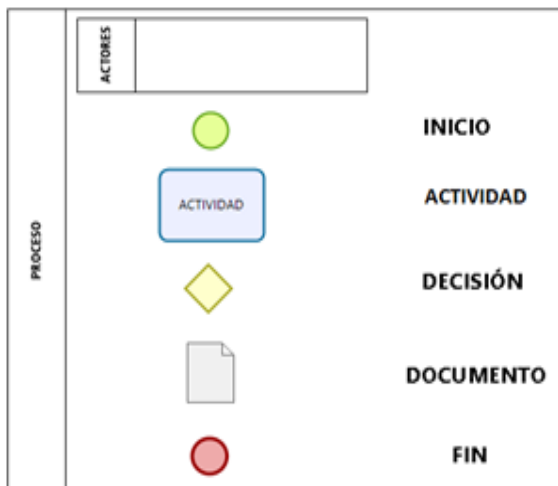 PROCESO
ACTORES
INICIO
ACTIVIDAD
ACTIVIDAD
DECISIÓN
DOCUMENTO
FIN